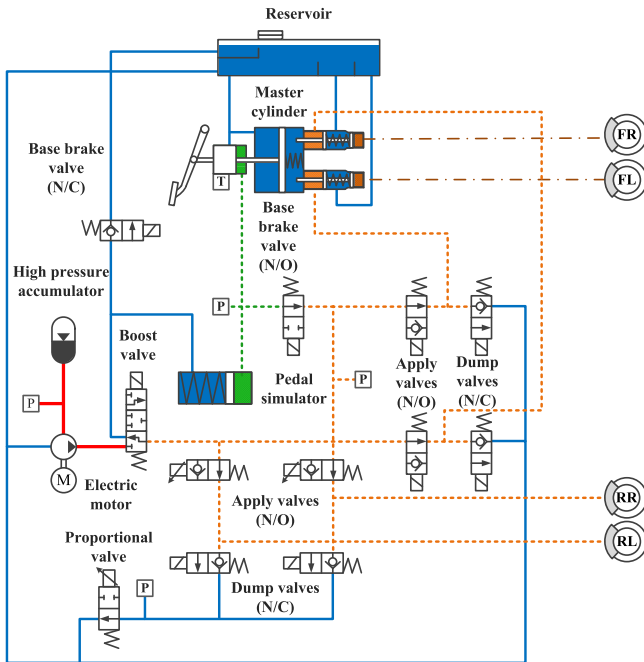 Reservoir
Master
cylinder
FR
Base brake
valve
(N/C)
T
FL
Base
brake
valve
(N/O)
High pressure
accumulator
P
Boost
valve
Pedal
simulator
P
Apply
valves
(N/O)
Dump
valves
(N/C)
P
M
Electric
motor
Apply valves
(N/O)
RR
RL
Proportional
valve
P
Dump valves
(N/C)